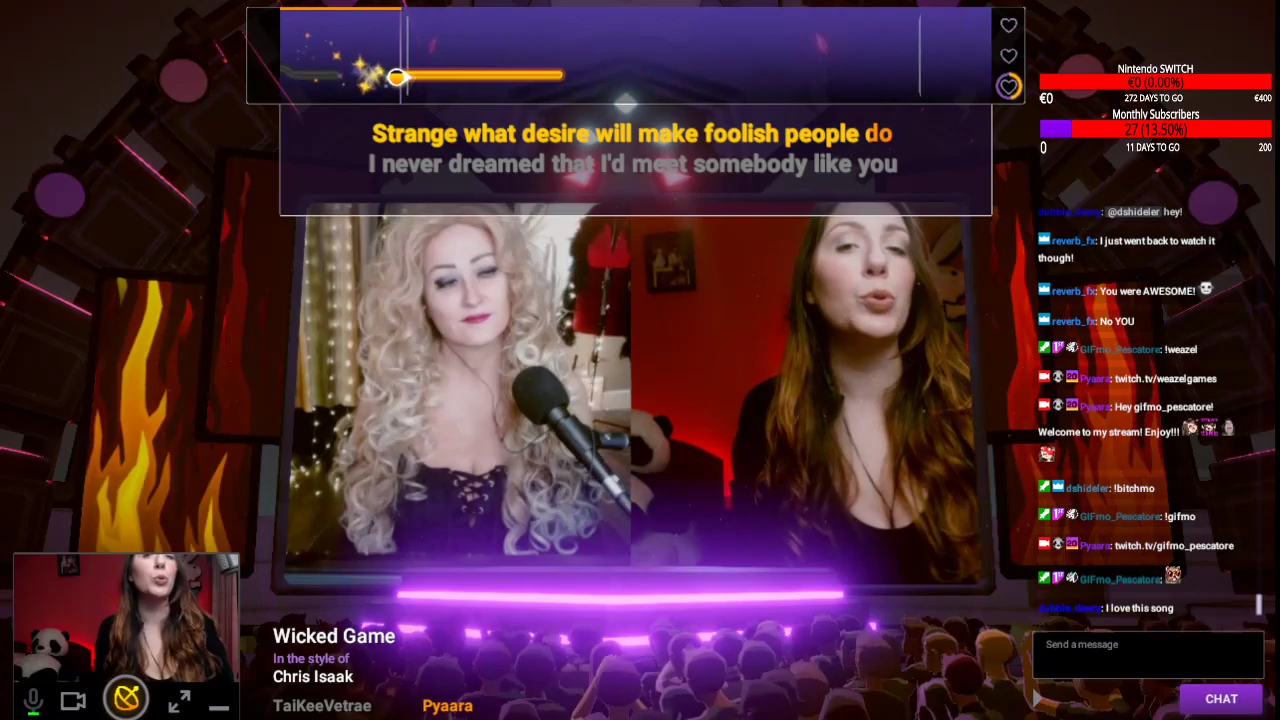 Strange what desire will make foolish people do
I never dreamed that I'd meet somebody like you
Nintendo SWITCH
€0 (0.00%)
€0 272 DAYS TO GO €400
Monthly Subscribers
27 (13.50%)
0 11 DAYS TO GO 200
@dshideler hey!
reverb_fx: I just went back to watch it
though!
reverb_fx: You were AWESOME!
reverb_fx: No YOU
GIFmo_Pescatore: !weazel
Pyaara: twitch.tv/weazelgames
Pyaara: Hey gifmo_pescatore!
Welcome to my stream! Enjoy!!!
dshideler: !bitchmo
GIFmo_Pescatore: !gifmo
Pyaara: twitch.tv/gifmo_pescatore
GIFmo_Pescatore:
I love this song
Send a message
CHAT
Wicked Game
In the style of
Chris Isaak
TaiKeeVetrae Pyaara